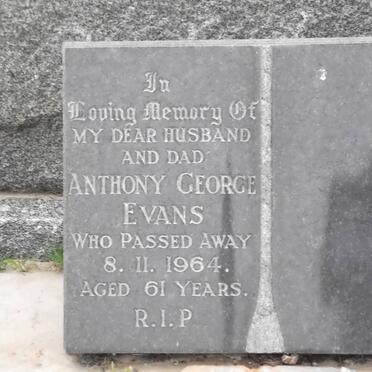 In
Loving Memory Of
MY DEAR HUSBAND
AND DAD
ANTHONY GEORGE
EVANS
WHO PASSED AWAY
8. 11. 1964.
AGED 61 YEARS.
R.I.P